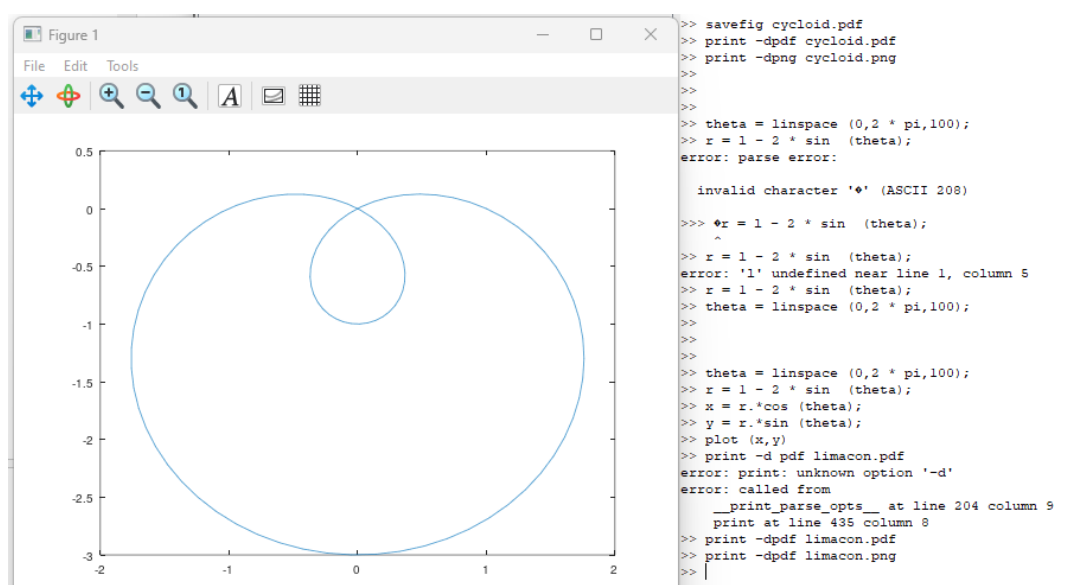 Figure 1
File Edit Tools
A
0.5
0
-0.5
-1
-1.5
-2
-2.5
-3
-2
-1
0
1
2
>> savefig cycloid.pdf
>> print -dpdf cycloid.pdf
>> print -dpng cycloid.png
>>
>>
>>
>> theta = linspace (0,2 * pi,100);
>> r = 1 - 2 * sin  (theta);
error: parse error:
invalid character '�' (ASCII 208)
>>> �r = 1 - 2 * sin  (theta);
^
>> r = l - 2 * sin  (theta);
error: 'l' undefined near line 1, column 5
>> r = 1 - 2 * sin  (theta);
>> theta = linspace (0,2 * pi,100);
>>
>>
>>
>> theta = linspace (0,2 * pi,100);
>> r = 1 - 2 * sin  (theta);
>> x = r.*cos (theta);
>> y = r.*sin (theta);
>> plot (x,y)
>> print -d pdf limacon.pdf
error: print: unknown option '-d'
error: called from
__print_parse_opts__ at line 204 column 9
print at line 435 column 8
>> print -dpdf limacon.pdf
>> print -dpdf limacon.png
>>